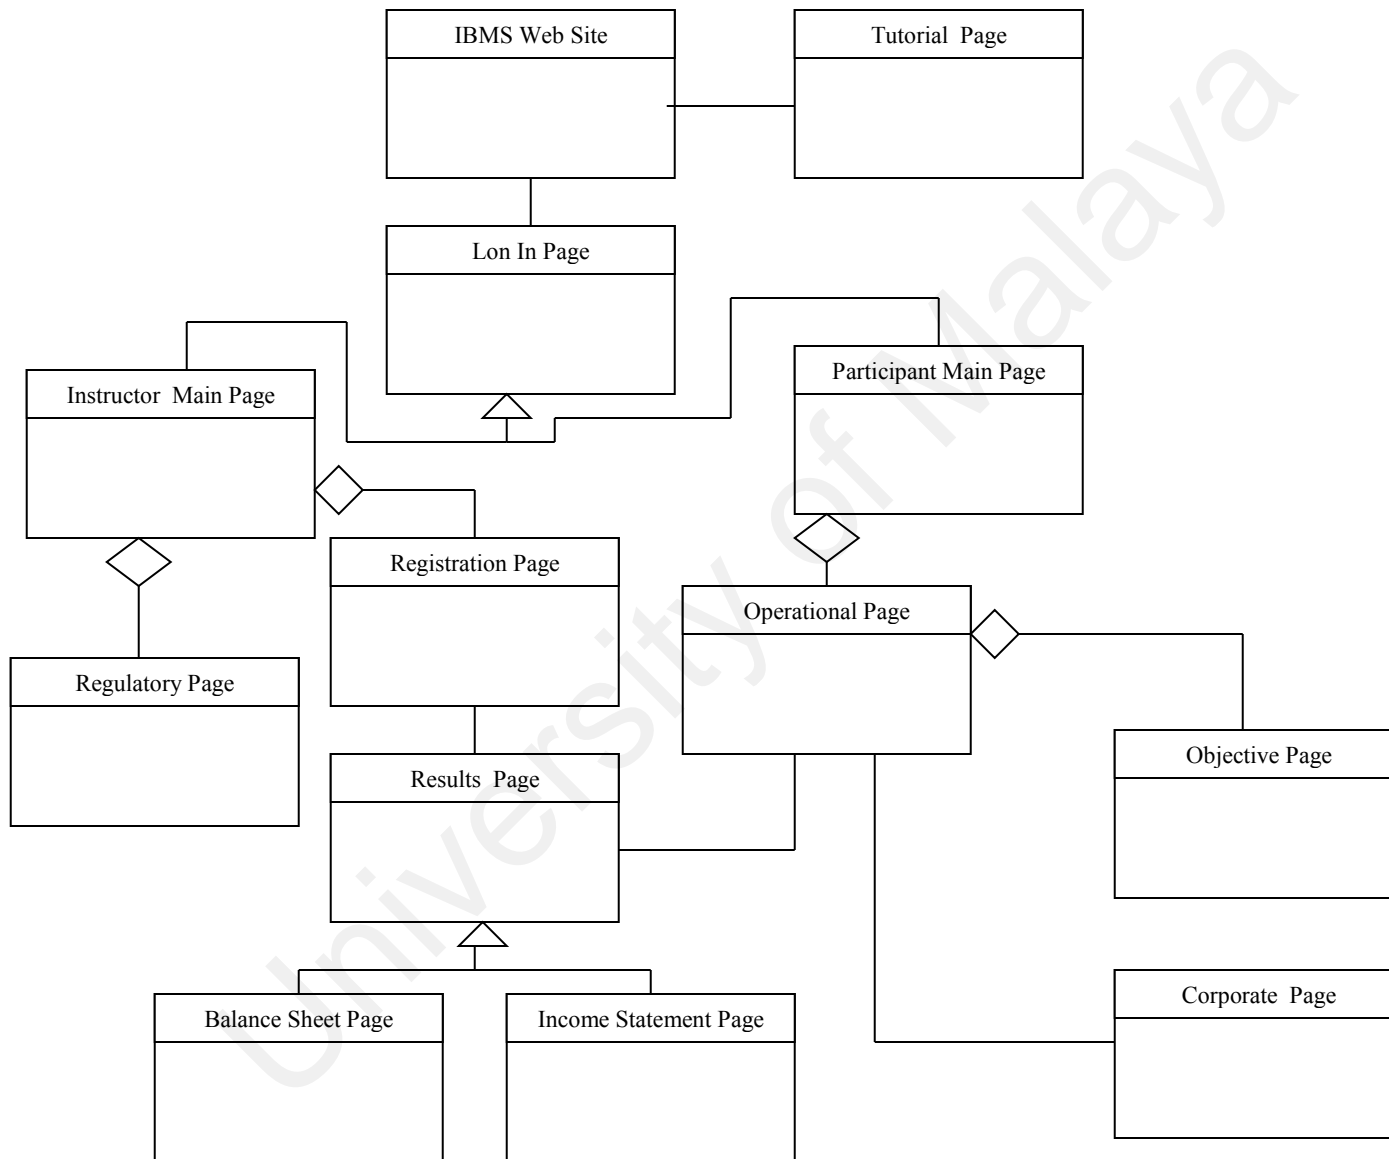 IBMS Web Site
Tutorial Page
Lon In Page
Instructor Main Page
Participant Main Page
Registration Page
Operational Page
Regulatory Page
Results Page
Objective Page
Balance Sheet Page
Income Statement Page
Corporate Page
University of Malaya